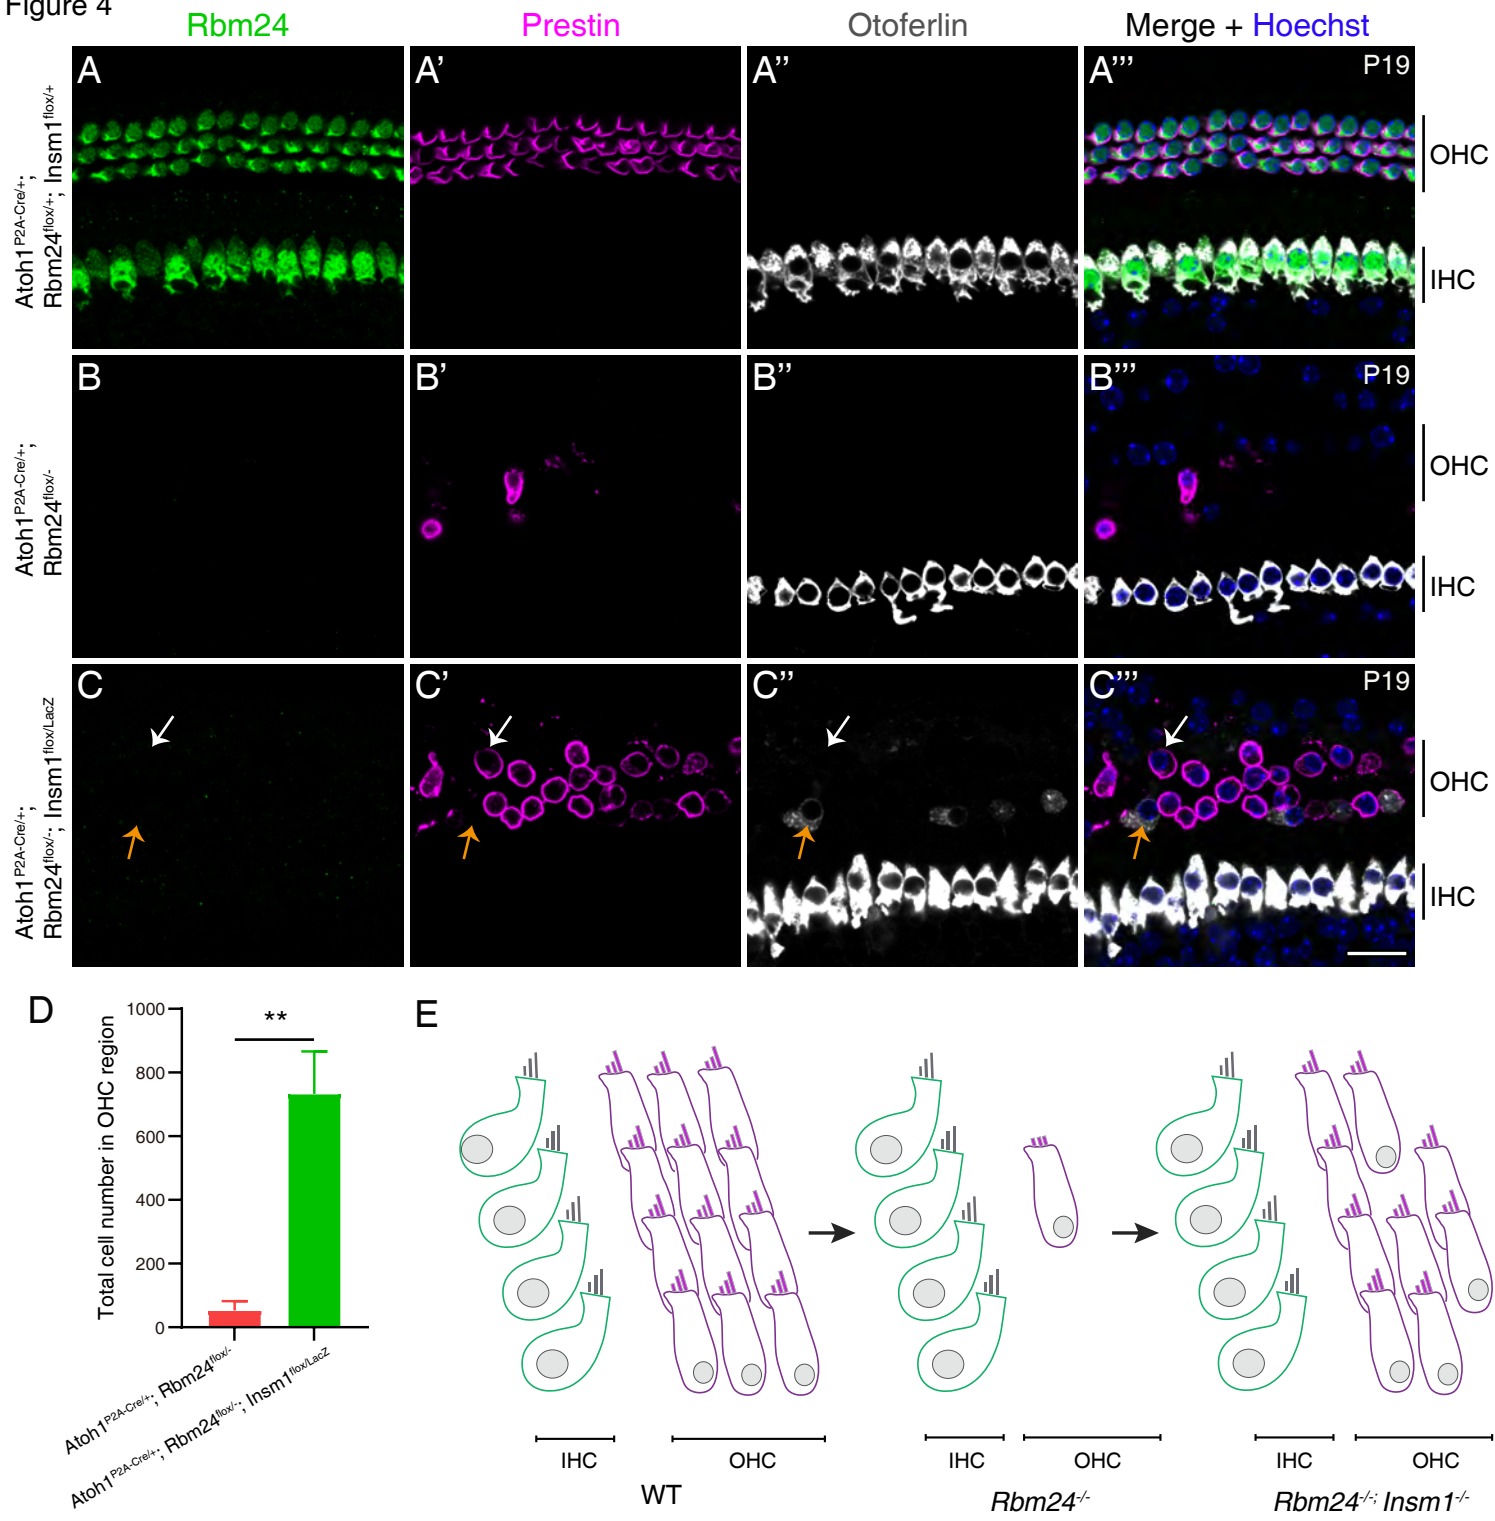 Figure 4
Rbm24 Prestin Otoferlin Merge + Hoechst
Atoh1P2A-Cre/+;
Rbm24flox/+; Insm1flox/+
A A' A'' A''' P19
OHC
IHC
Atoh1P2A-Cre/+;
Rbm24flox/-
B B' B'' B''' P19
OHC
IHC
Atoh1P2A-Cre/+;
Rbm24flox/-; Insm1flox/LacZ
C C' C'' C''' P19
OHC
IHC
D
Total cell number in OHC region
1000
800
600
400
200
0
**
Atoh1P2A-Cre/+; Rbm24flox/-
Atoh1P2A-Cre/+; Rbm24flox/-; Insm1flox/LacZ
E
IHC OHC IHC OHC IHC OHC
WT Rbm24-/- Rbm24-/-; Insm1-/-